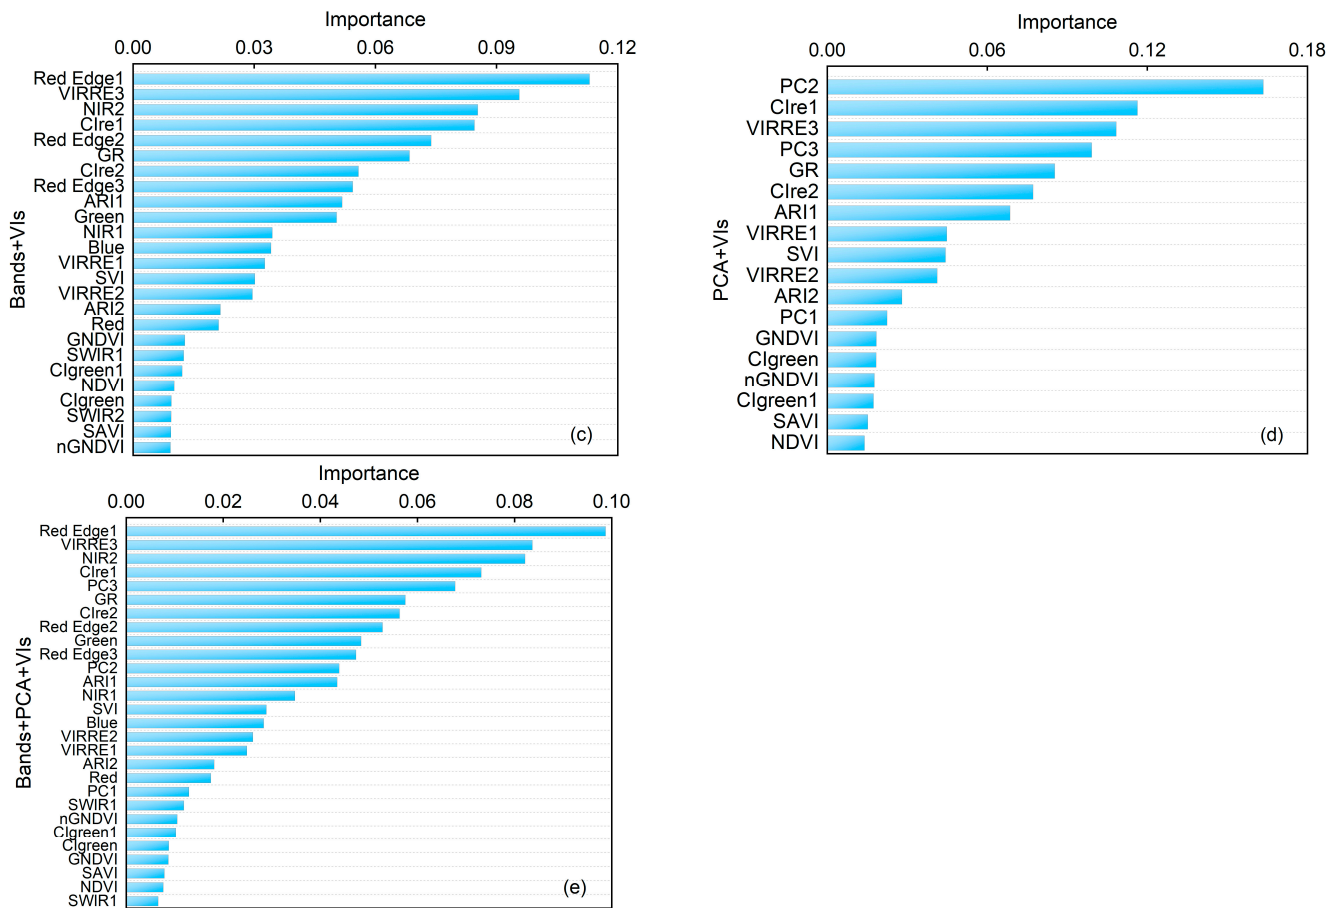 Importance
0.00 0.03 0.06 0.09 0.12
Bands+VIs
Red Edge1
VIRRE3
NIR2
CIre1
Red Edge2
GR
CIre2
Red Edge3
ARI1
Green
NIR1
Blue
VIRRE1
SVI
VIRRE2
ARI2
Red
GNDVI
SWIR1
CIgreen1
NDVI
CIgreen
SWIR2
SAVI
nGNDVI
(c)
Importance
0.00 0.06 0.12 0.18
PCA+VIs
PC2
CIre1
VIRRE3
PC3
GR
CIre2
ARI1
VIRRE1
SVI
VIRRE2
ARI2
PC1
GNDVI
CIgreen
nGNDVI
CIgreen1
SAVI
NDVI
(d)
Importance
0.00 0.02 0.04 0.06 0.08 0.10
Bands+PCA+VIs
Red Edge1
VIRRE3
NIR2
CIre1
PC3
GR
CIre2
Red Edge2
Green
Red Edge3
PC2
ARI1
NIR1
SVI
Blue
VIRRE2
VIRRE1
ARI2
Red
PC1
SWIR1
nGNDVI
CIgreen1
CIgreen
GNDVI
SAVI
NDVI
SWIR1
(e)